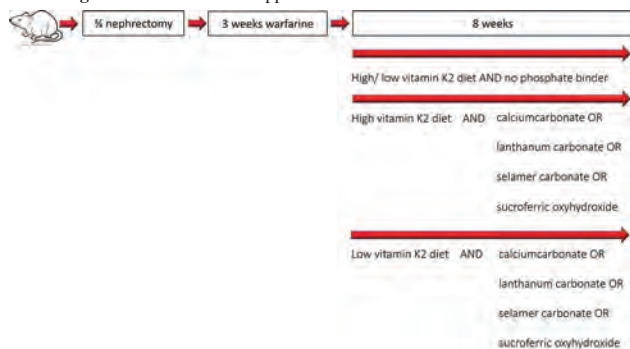 ¾ nephrectomy
3 weeks warfarine
8 weeks
High/ low vitamin K2 diet AND no phosphate binder
High vitamin K2 diet AND calciumcarbonate OR
lanthanum carbonate OR
selamer carbonate OR
sucroferric oxyhydroxide
Low vitamin K2 diet AND calciumcarbonate OR
lanthanum carbonate OR
selamer carbonate OR
sucroferric oxyhydroxide